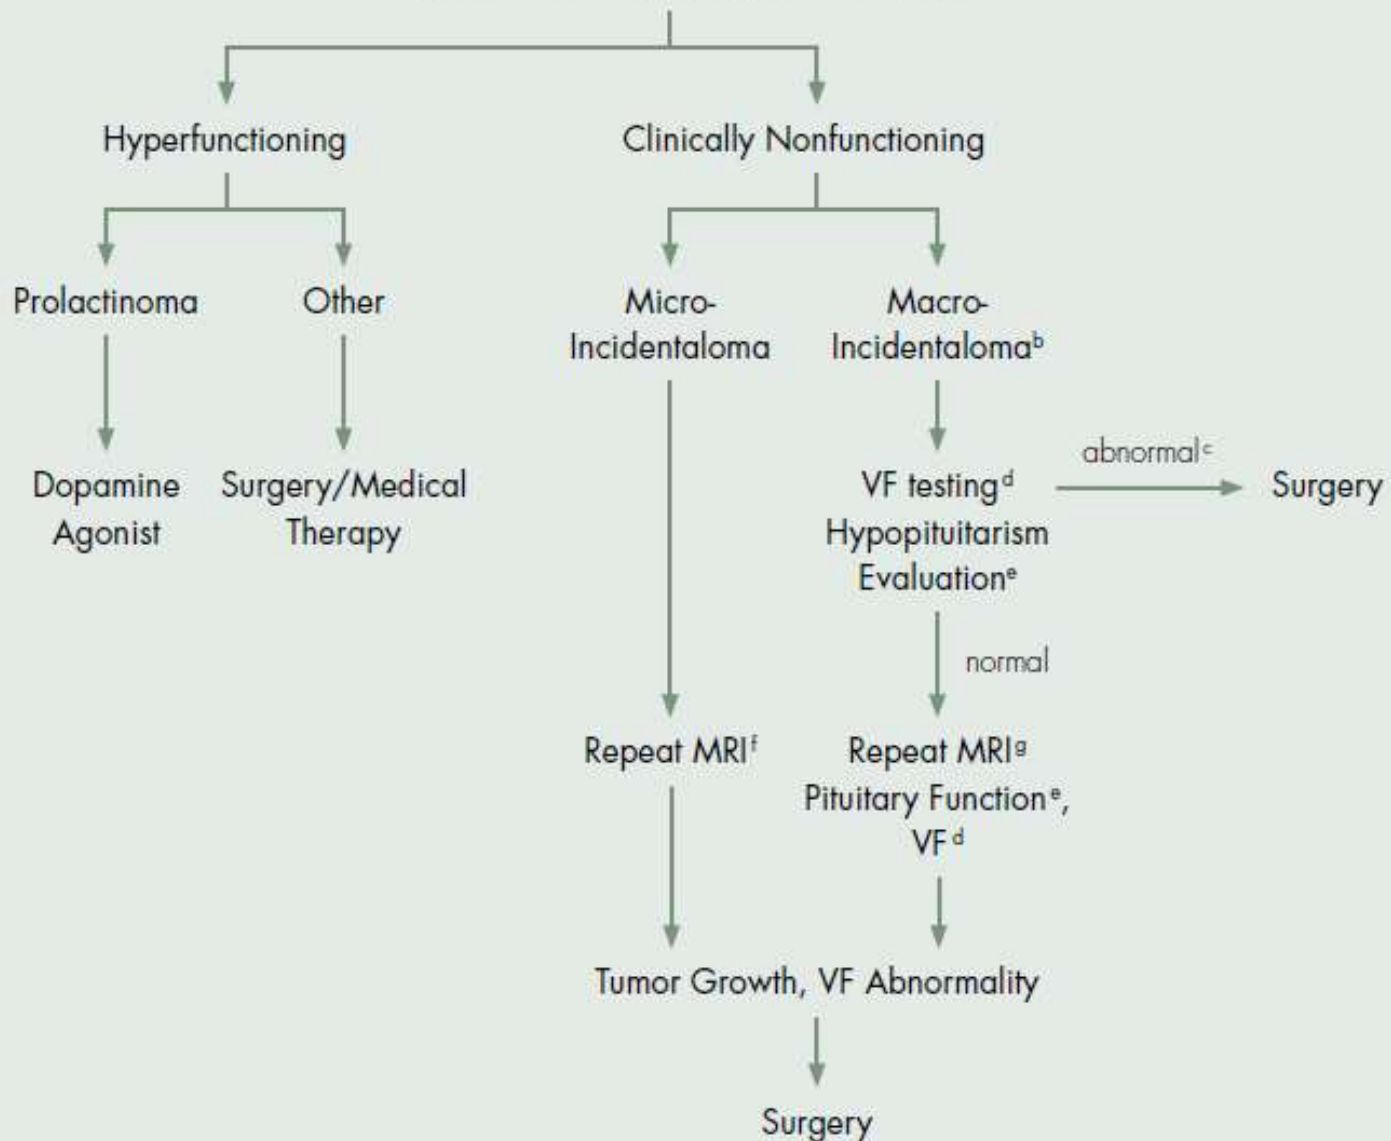 Hyperfunctioning
Clinically Nonfunctioning
Prolactinoma
Other
Micro-
Incidentaloma
Macro-
Incidentalomaᵇ
Dopamine
Agonist
Surgery/Medical
Therapy
VF testingᵈ
Hypopituitarism
Evaluationᵉ
abnormalᶜ
Surgery
normal
Repeat MRIᶠ
Repeat MRIᵍ
Pituitary Functionᵉ,
VFᵈ
Tumor Growth, VF Abnormality
Surgery